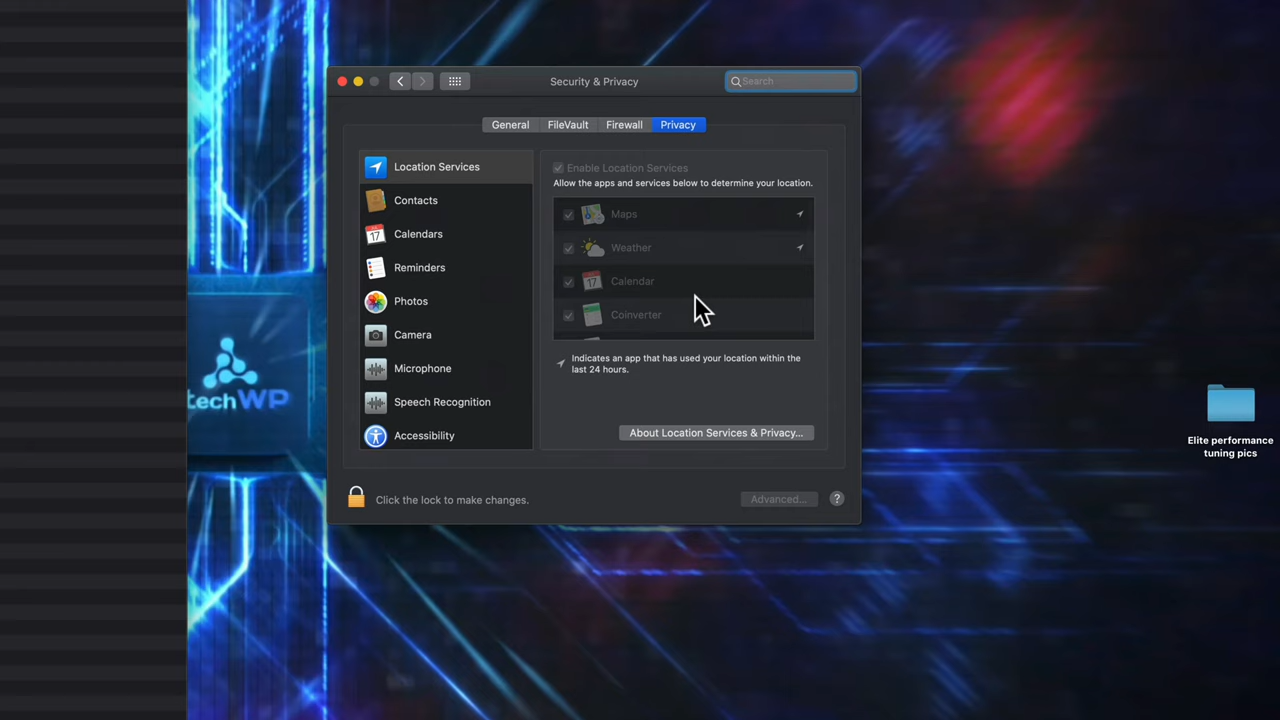 Security & Privacy
Search
General
FileVault
Firewall
Privacy
Location Services
Contacts
17
Calendars
Reminders
Photos
Camera
Microphone
Speech Recognition
Accessibility
Enable Location Services
Allow the apps and services below to determine your location.
Maps
Weather
17
Calendar
Coinverter
Indicates an app that has used your location within the
last 24 hours.
About Location Services & Privacy...
Click the lock to make changes.
Advanced...
?
techWP
Elite performance
tuning pics